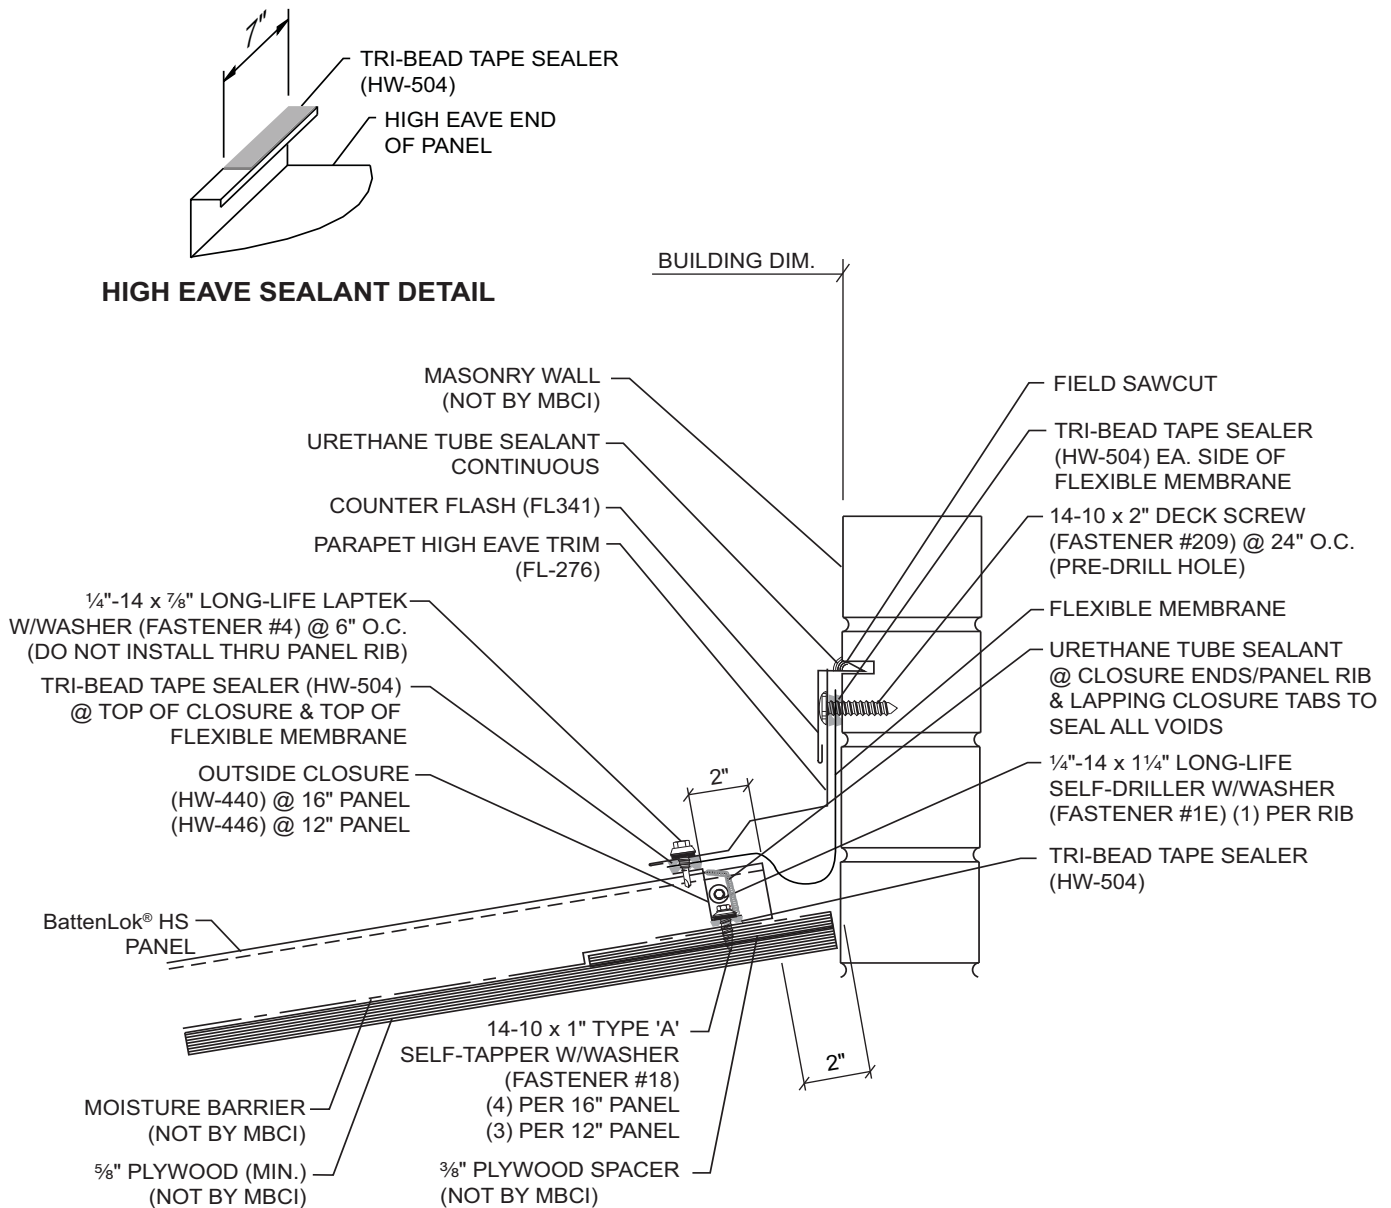 7"
TRI-BEAD TAPE SEALER
(HW-504)
HIGH EAVE END
OF PANEL
HIGH EAVE SEALANT DETAIL
BUILDING DIM.
MASONRY WALL
(NOT BY MBCI)
URETHANE TUBE SEALANT
CONTINUOUS
COUNTER FLASH (FL341)
PARAPET HIGH EAVE TRIM
(FL-276)
¼"-14 x ⅞" LONG-LIFE LAPTEK
W/WASHER (FASTENER #4) @ 6" O.C.
(DO NOT INSTALL THRU PANEL RIB)
TRI-BEAD TAPE SEALER (HW-504)
@ TOP OF CLOSURE & TOP OF
FLEXIBLE MEMBRANE
OUTSIDE CLOSURE
(HW-440) @ 16" PANEL
(HW-446) @ 12" PANEL
BattenLok® HS
PANEL
2"
FIELD SAWCUT
TRI-BEAD TAPE SEALER
(HW-504) EA. SIDE OF
FLEXIBLE MEMBRANE
14-10 x 2" DECK SCREW
(FASTENER #209) @ 24" O.C.
(PRE-DRILL HOLE)
FLEXIBLE MEMBRANE
URETHANE TUBE SEALANT
@ CLOSURE ENDS/PANEL RIB
& LAPPING CLOSURE TABS TO
SEAL ALL VOIDS
¼"-14 x 1¼" LONG-LIFE
SELF-DRILLER W/WASHER
(FASTENER #1E) (1) PER RIB
TRI-BEAD TAPE SEALER
(HW-504)
2"
14-10 x 1" TYPE 'A'
SELF-TAPPER W/WASHER
(FASTENER #18)
(4) PER 16" PANEL
(3) PER 12" PANEL
MOISTURE BARRIER
(NOT BY MBCI)
⅝" PLYWOOD (MIN.)
(NOT BY MBCI)
⅜" PLYWOOD SPACER
(NOT BY MBCI)